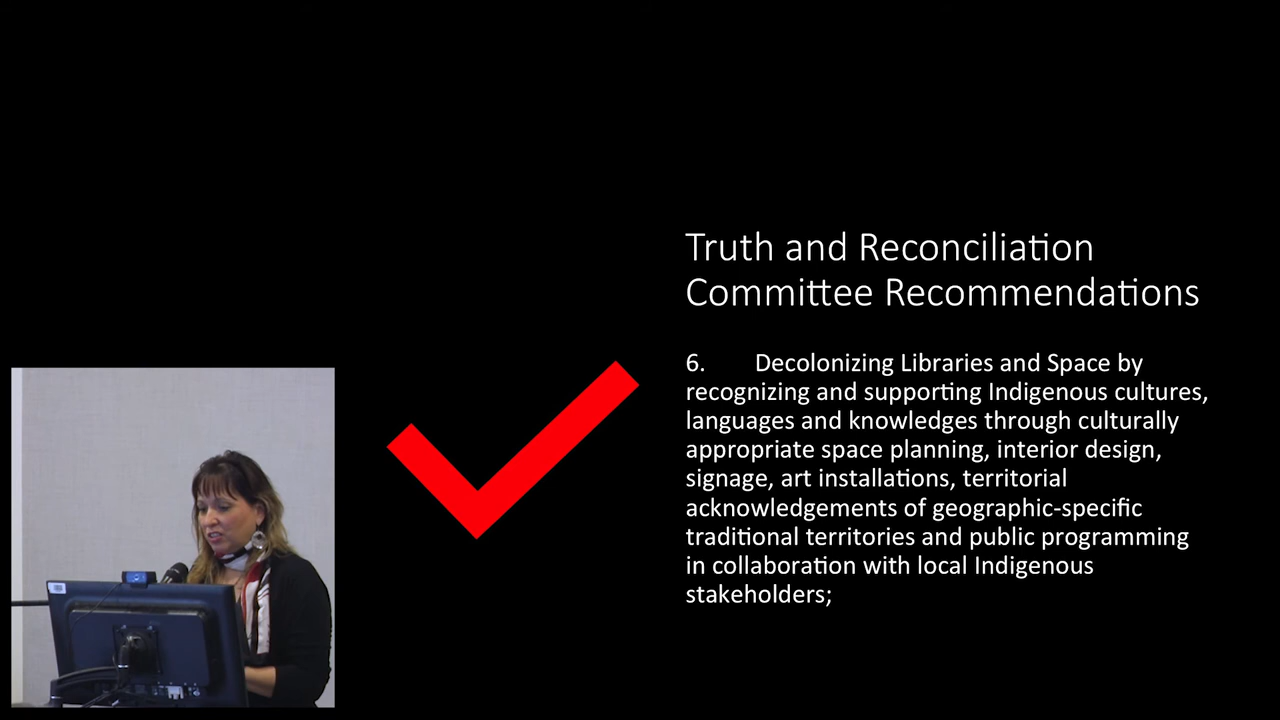 Truth and Reconciliation
Committee Recommendations
6. Decolonizing Libraries and Space by
recognizing and supporting Indigenous cultures,
languages and knowledges through culturally
appropriate space planning, interior design,
signage, art installations, territorial
acknowledgements of geographic-specific
traditional territories and public programming
in collaboration with local Indigenous
stakeholders;